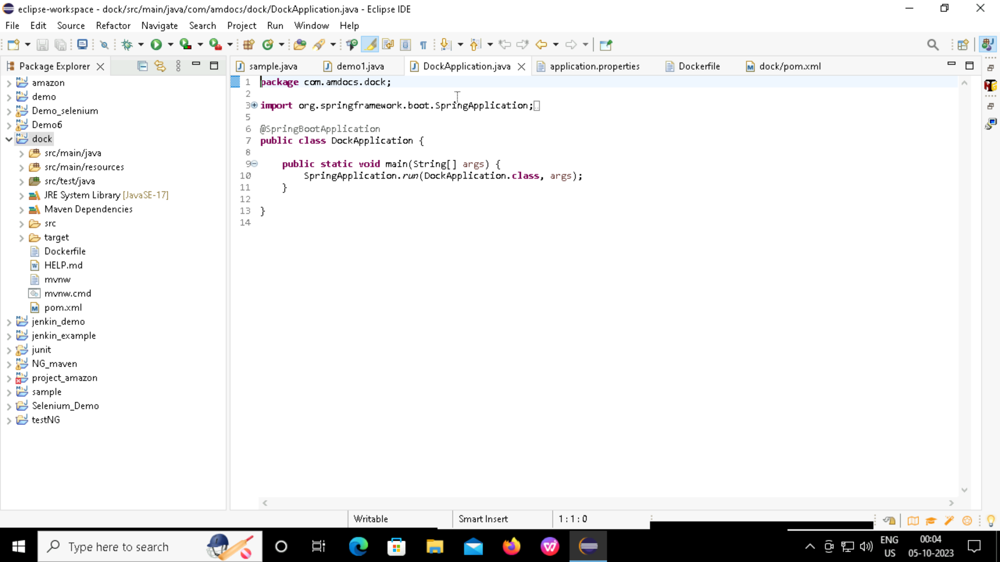 eclipse-workspace - dock/src/main/java/com/amdocs/dock/DockApplication.java - Eclipse IDE
File Edit Source Refactor Navigate Search Project Run Window Help
Package Explorer
sample.java demo1.java DockApplication.java application.properties Dockerfile dock/pom.xml
amazon
demo
Demo_selenium
Demo6
dock
src/main/java
src/main/resources
src/test/java
JRE System Library [JavaSE-17]
Maven Dependencies
src
target
Dockerfile
HELP.md
mvnw
mvnw.cmd
pom.xml
jenkin_demo
jenkin_example
junit
NG_maven
project_amazon
sample
Selenium_Demo
testNG
1 package com.amdocs.dock;
2
3 import org.springframework.boot.SpringApplication;
5
6 @SpringBootApplication
7 public class DockApplication {
8
9 public static void main(String[] args) {
10 SpringApplication.run(DockApplication.class, args);
11 }
12
13 }
14
Writable Smart Insert 1:1:0
Type here to search
ENG
US
00:04
05-10-2023